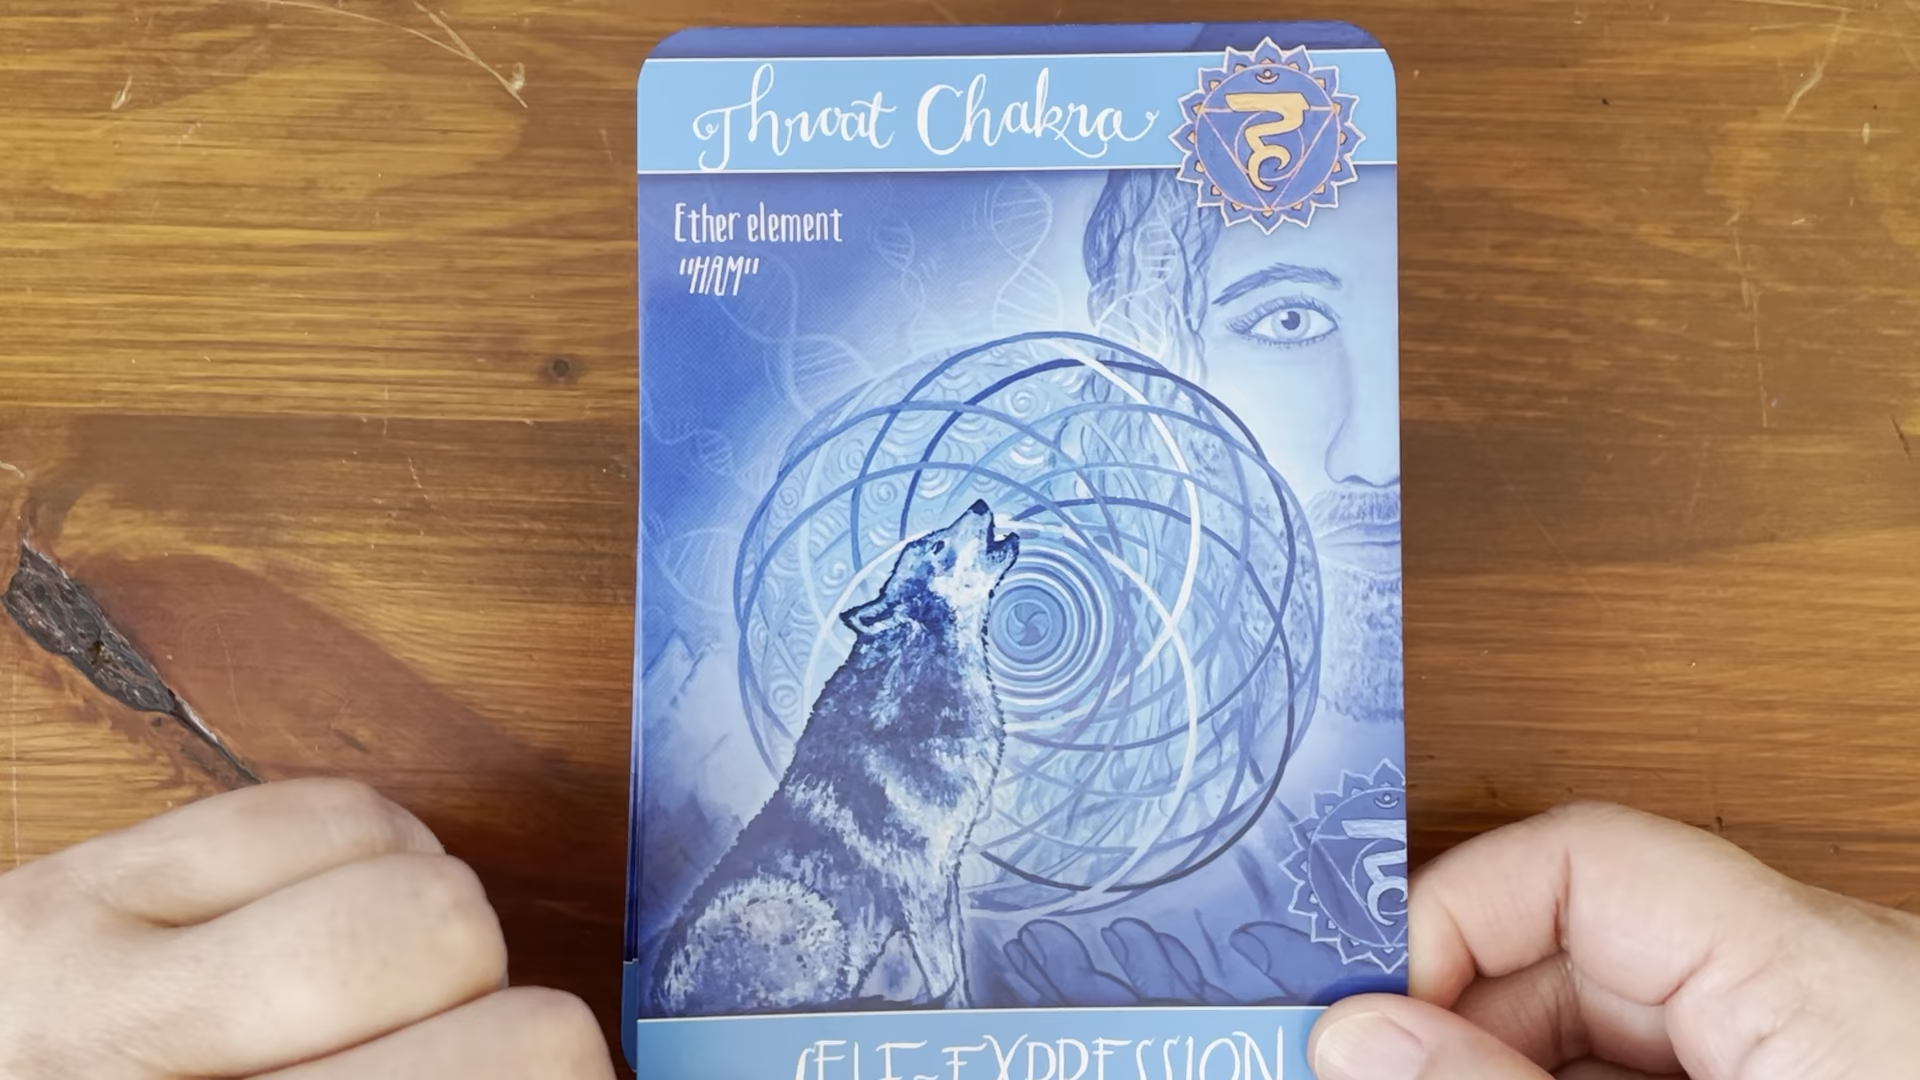 Throat Chakra
हं
Ether element
"HAM"
SELF-EXPRESSION